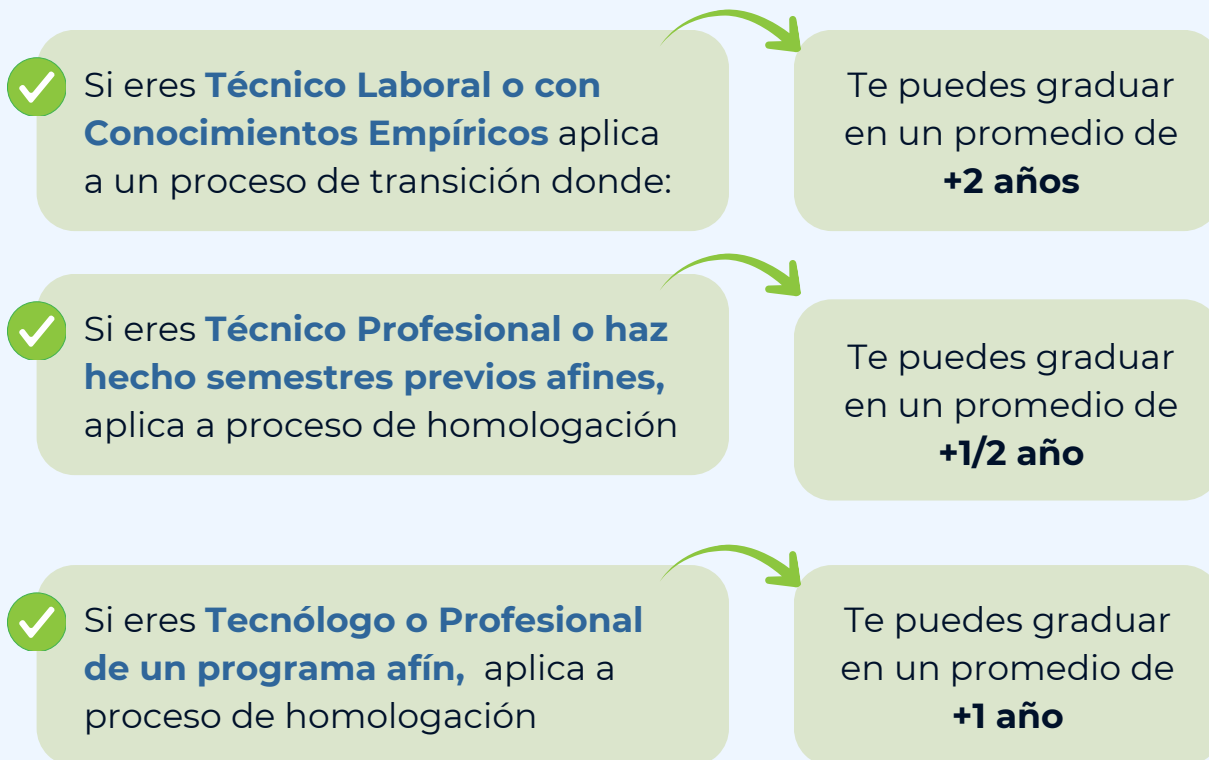 Si eres Técnico Laboral o con
Conocimientos Empíricos aplica
a un proceso de transición donde:
Te puedes graduar
en un promedio de
+2 años
Si eres Técnico Profesional o haz
hecho semestres previos afines,
aplica a proceso de homologación
Te puedes graduar
en un promedio de
+1/2 año
Si eres Tecnólogo o Profesional
de un programa afín, aplica a
proceso de homologación
Te puedes graduar
en un promedio de
+1 año